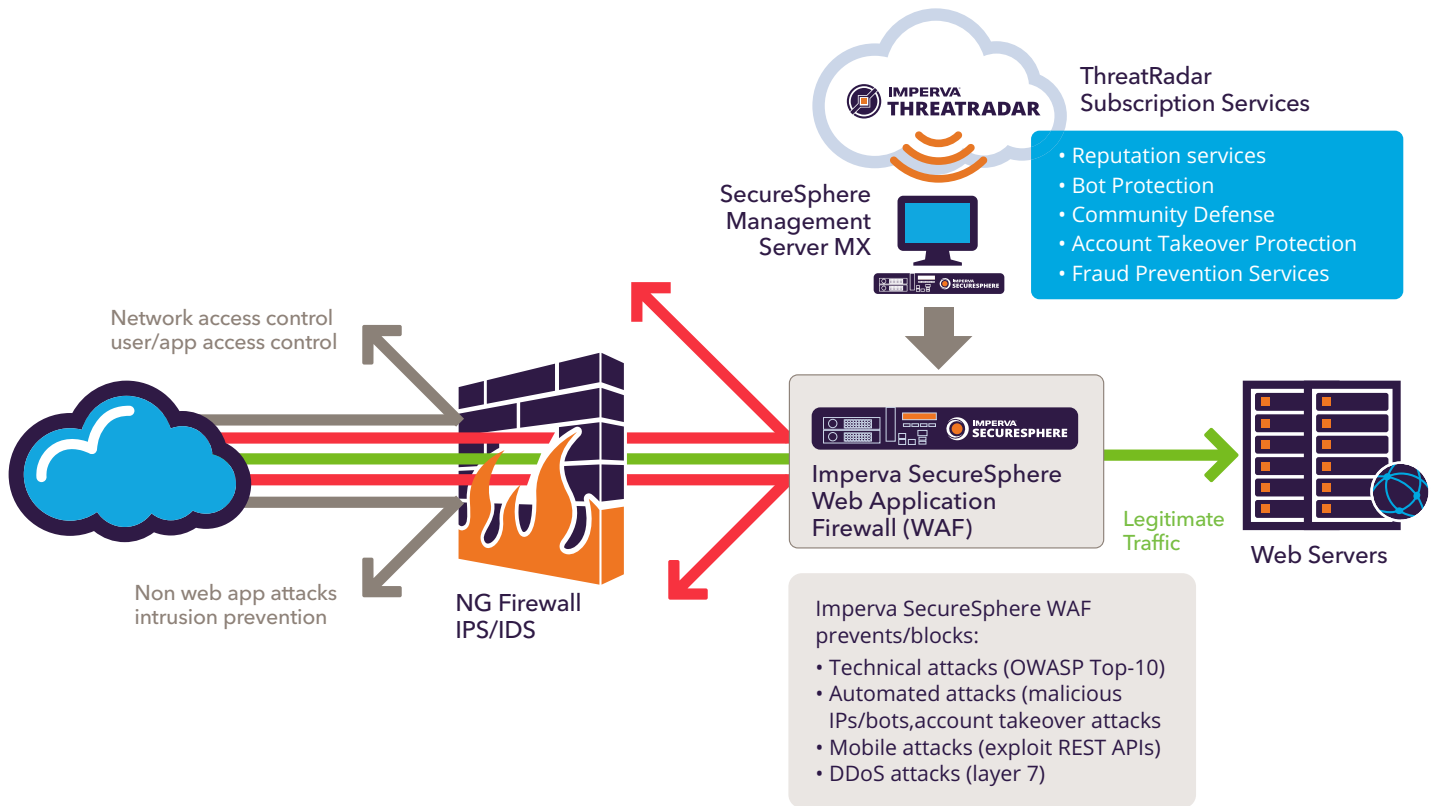 IMPERVA
THREATRADAR
ThreatRadar
Subscription Services
• Reputation services
• Bot Protection
• Community Defense
• Account Takeover Protection
• Fraud Prevention Services
SecureSphere
Management
Server MX
IMPERVA
SECURESPHERE
Network access control
user/app access control
Non web app attacks
intrusion prevention
NG Firewall
IPS/IDS
IMPERVA
SECURESPHERE
Imperva SecureSphere
Web Application
Firewall (WAF)
Legitimate
Traffic
Web Servers
Imperva SecureSphere WAF
prevents/blocks:
• Technical attacks (OWASP Top-10)
• Automated attacks (malicious
IPs/bots,account takeover attacks
• Mobile attacks (exploit REST APIs)
• DDoS attacks (layer 7)